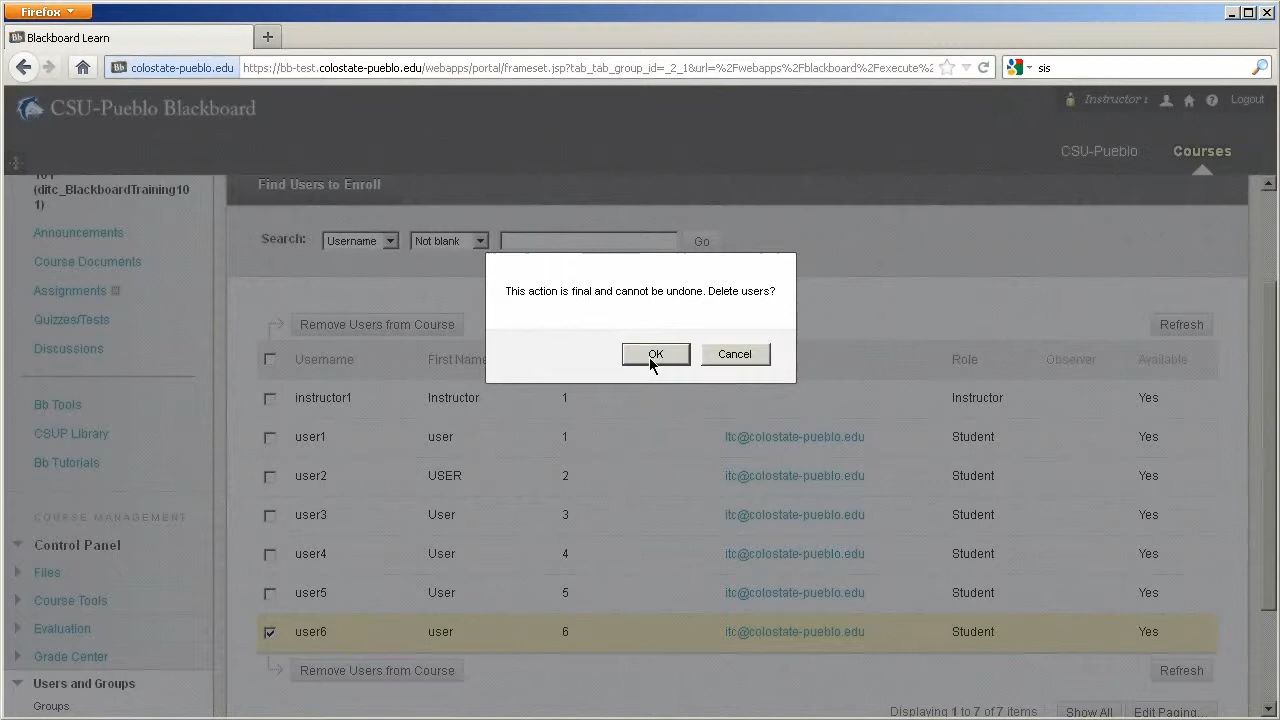 Firefox
Blackboard Learn
colostate-pueblo.edu https://bb-test.colostate-pueblo.edu/webapps/portal/frameset.jsp?tab_tab_group_id=_2_1&url=%2Fwebapps%2Fblackboard%2Fexecute% sis
CSU-Pueblo Blackboard
Instructor 1 Logout
CSU-Pueblo Courses
(ditc_BlackboardTraining10
1)
Announcements
Course Documents
Assignments
Quizzes/Tests
Discussions
Bb Tools
CSUP Library
Bb Tutorials
COURSE MANAGEMENT
Control Panel
Files
Course Tools
Evaluation
Grade Center
Users and Groups
Groups
Find Users to Enroll
Search: Username Not blank Go
This action is final and cannot be undone. Delete users?
OK Cancel
Remove Users from Course Refresh
Username First Name Role Observer Available
instructor1 Instructor 1 Instructor Yes
user1 user 1 itc@colostate-pueblo.edu Student Yes
user2 USER 2 itc@colostate-pueblo.edu Student Yes
user3 User 3 itc@colostate-pueblo.edu Student Yes
user4 User 4 itc@colostate-pueblo.edu Student Yes
user5 User 5 itc@colostate-pueblo.edu Student Yes
user6 user 6 itc@colostate-pueblo.edu Student Yes
Remove Users from Course Refresh
Displaying 1 to 7 of 7 items Show All Edit Paging...